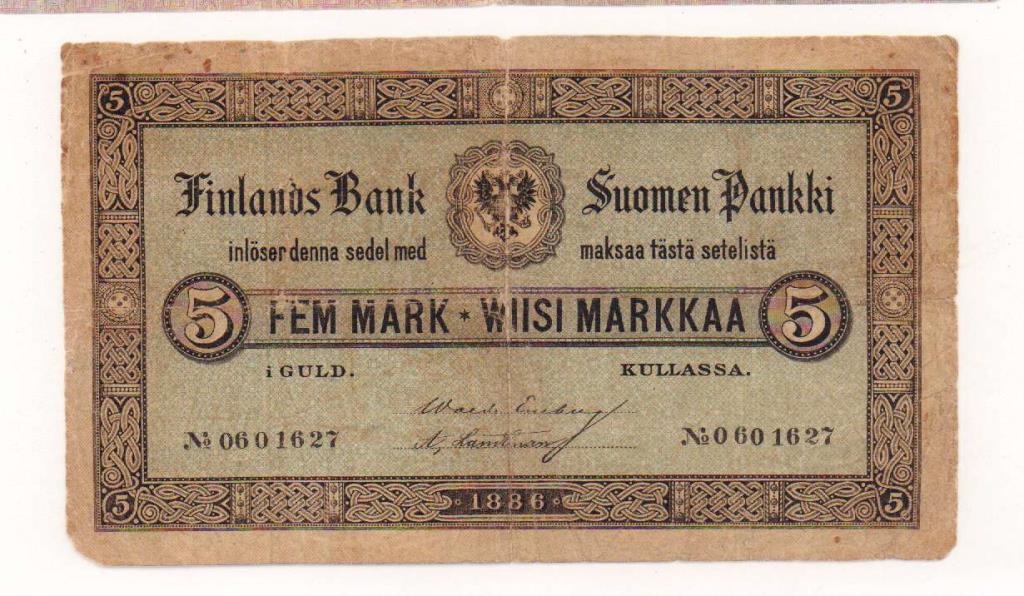 5 5
Finlands Bank Suomen Pankki
inlöser denna sedel med maksaa tästä setelistä
5 FEM MARK * WIISI MARKKAA 5
i GULD. KULLASSA.
№ 0601627 № 0601627
5 1886 5